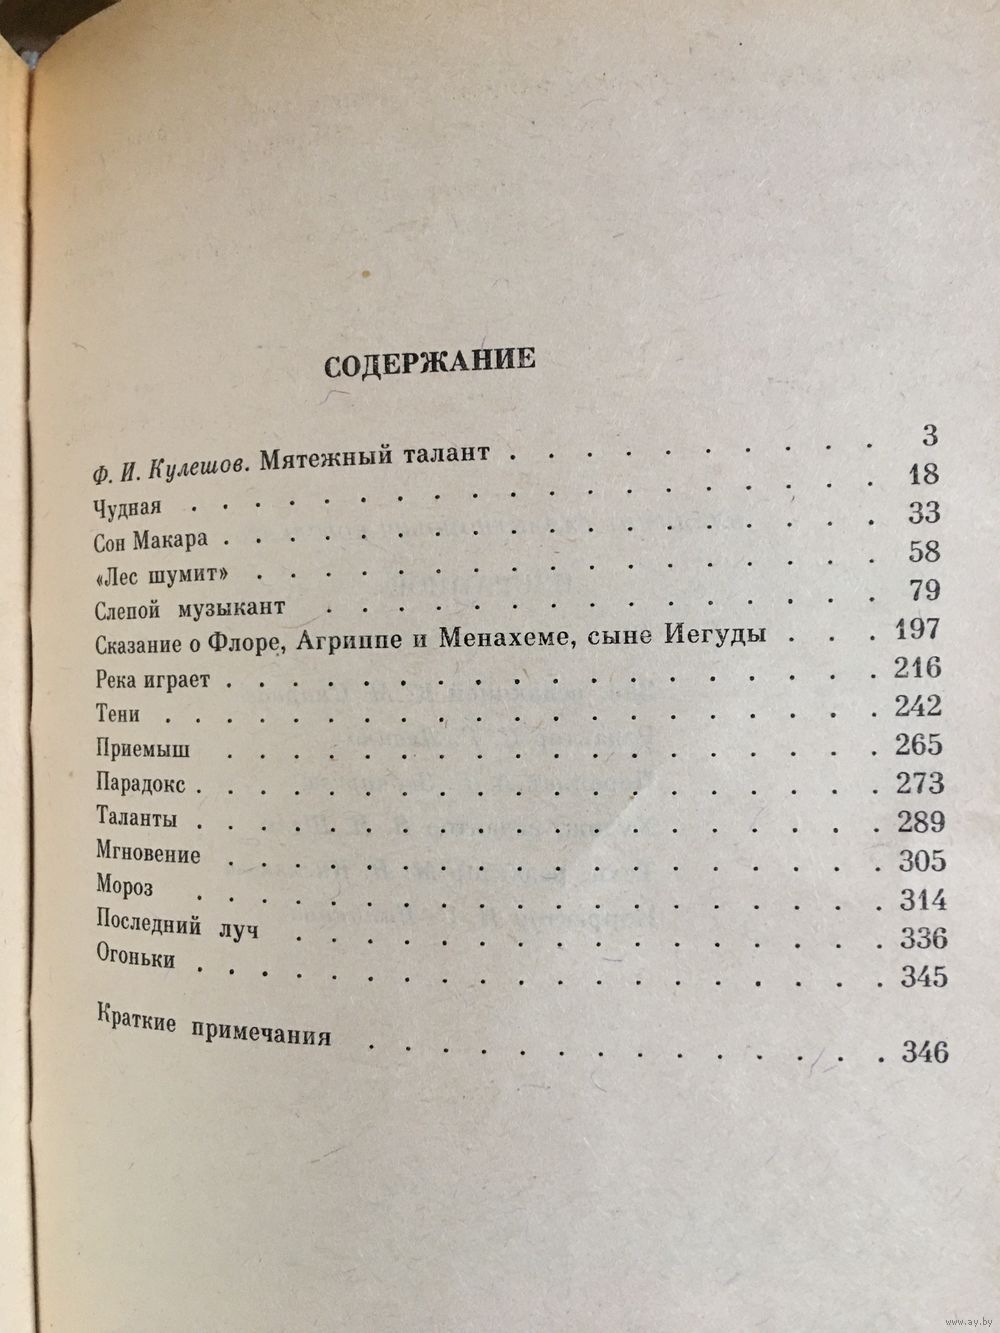 СОДЕРЖАНИЕ
Ф. И. Кулешов. Мятежный талант . . . . . . . . . 3
Чудная . . . . . . . . . . . . . . . . . . 18
Сон Макара . . . . . . . . . . . . . . . . . 33
«Лес шумит» . . . . . . . . . . . . . . . . 58
Слепой музыкант . . . . . . . . . . . . . . 79
Сказание о Флоре, Агриппе и Менахеме, сыне Иегуды . . . 197
Река играет . . . . . . . . . . . . . . . . . 216
Тени . . . . . . . . . . . . . . . . . . . 242
Приемыш . . . . . . . . . . . . . . . . . 265
Парадокс . . . . . . . . . . . . . . . . . . 273
Таланты . . . . . . . . . . . . . . . . . . 289
Мгновение . . . . . . . . . . . . . . . . . 305
Мороз . . . . . . . . . . . . . . . . . . 314
Последний луч . . . . . . . . . . . . . . . 336
Огоньки . . . . . . . . . . . . . . . . . . 345
Краткие примечания . . . . . . . . . . . . . 346
www.ay.by